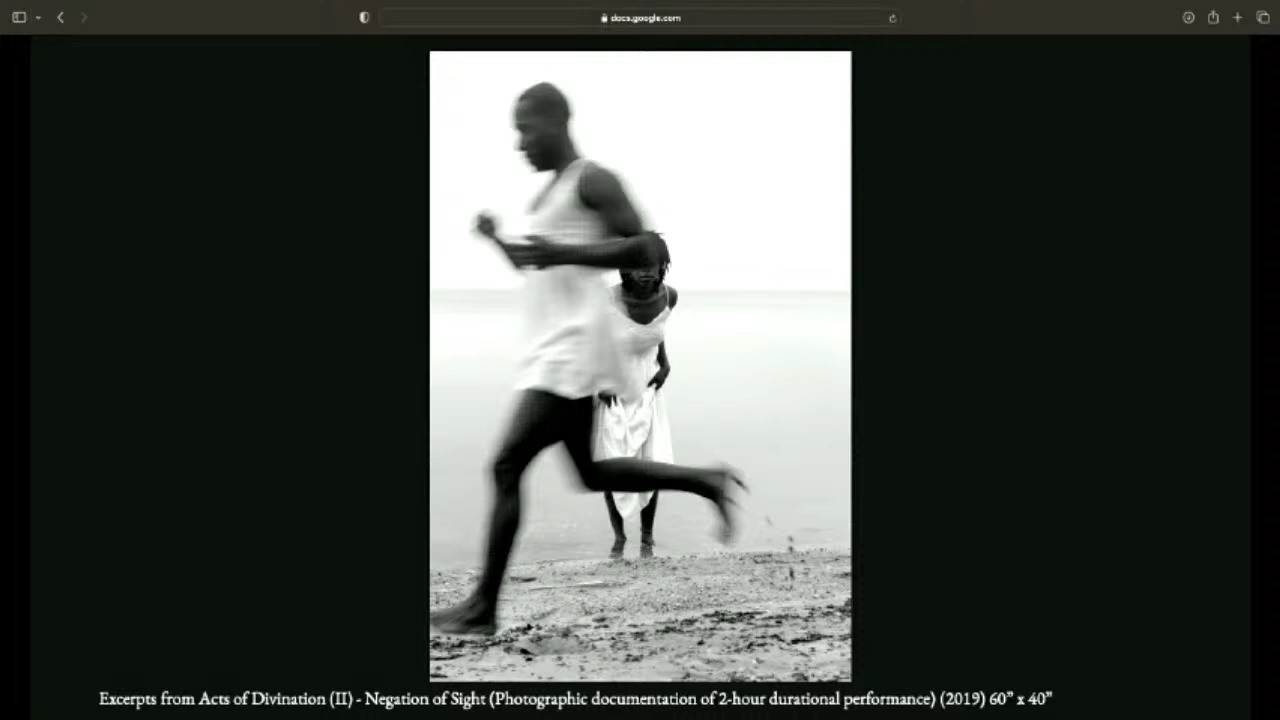 docs.google.com
Excerpts from Acts of Divination (II) - Negation of Sight (Photographic documentation of 2-hour durational performance) (2019) 60” x 40”